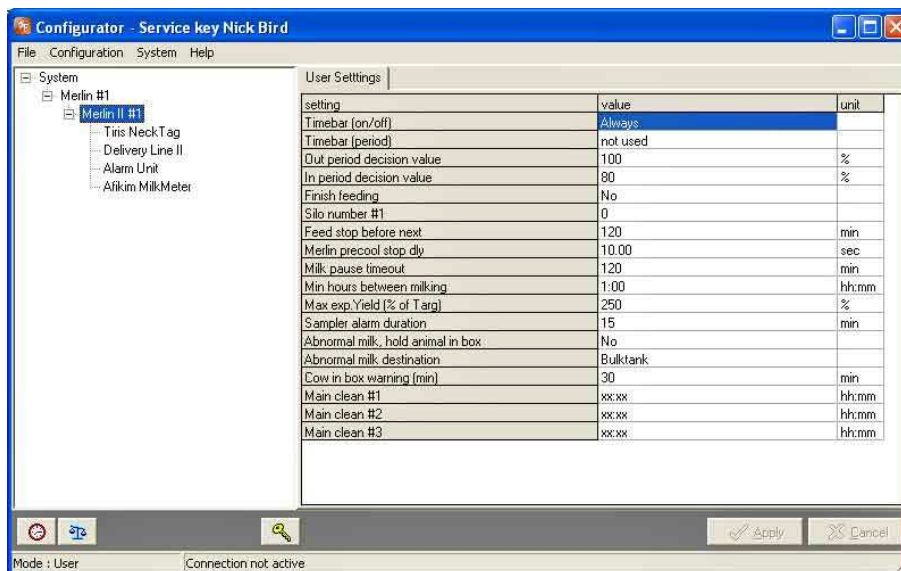 Configurator - Service key Nick Bird
File Configuration System Help
System
Merlin #1
Merlin II #1
Tiris NeckTag
Delivery Line II
Alarm Unit
Afikim MilkMeter
User Setttings
setting value unit
Timebar (on/off) Always
Timebar (period) not used
Out period decision value 100 %
In period decision value 80 %
Finish feeding No
Silo number #1 0
Feed stop before next 120 min
Merlin precool stop dly 10.00 sec
Milk pause timeout 120 min
Min hours between milking 1:00 hh:mm
Max exp.Yield (% of Targ) 250 %
Sampler alarm duration 15 min
Abnormal milk, hold animal in box No
Abnormal milk destination Bulktank
Cow in box warning (min) 30 min
Main clean #1 xx:xx hh:mm
Main clean #2 xx:xx hh:mm
Main clean #3 xx:xx hh:mm
Apply Cancel
Mode : User Connection not active